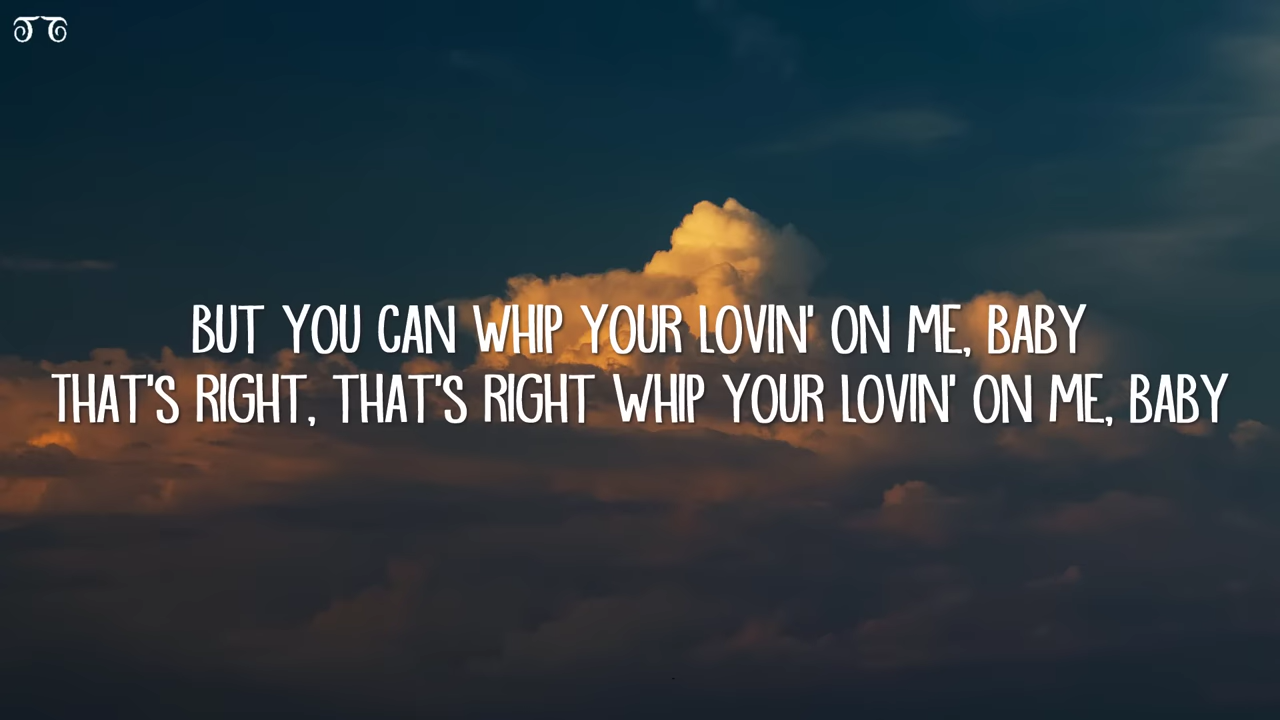 BUT YOU CAN WHIP YOUR LOVIN' ON ME, BABY
THAT'S RIGHT, THAT'S RIGHT WHIP YOUR LOVIN' ON ME, BABY